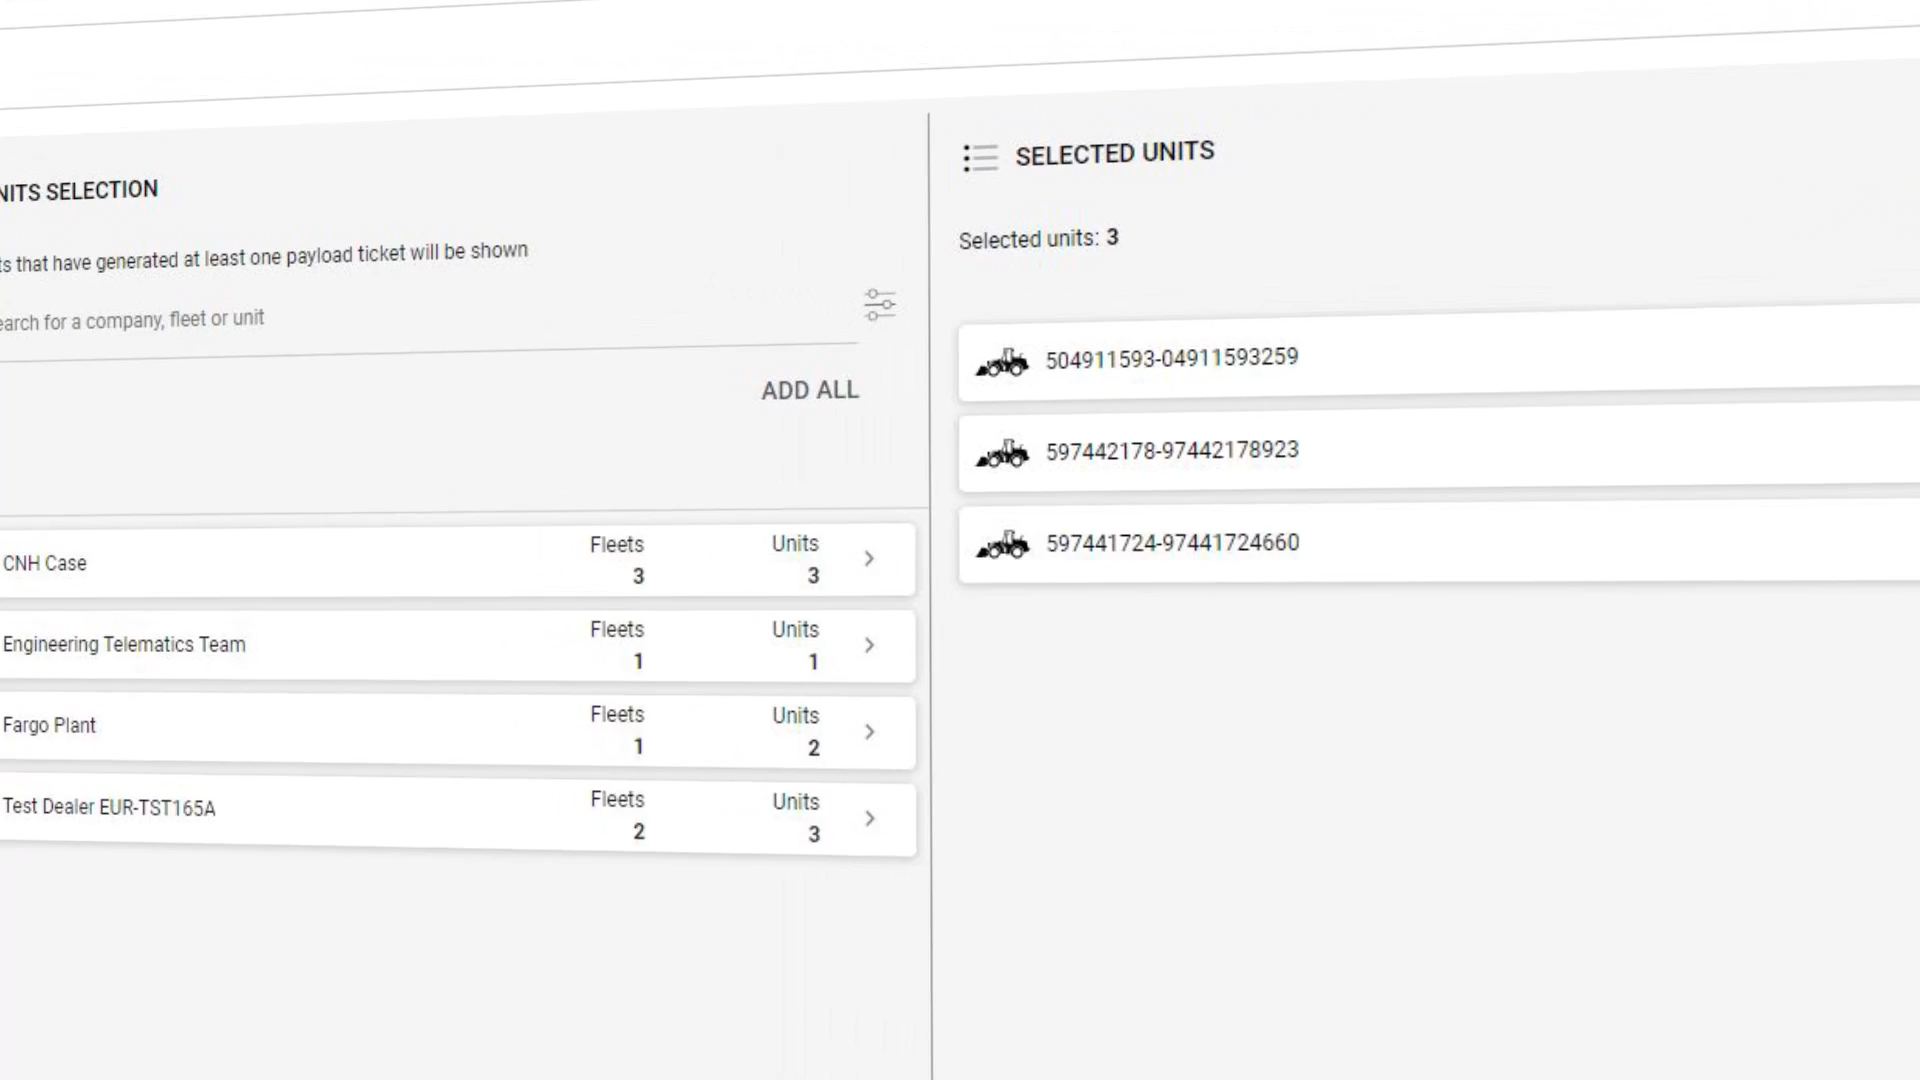 NITS SELECTION
ts that have generated at least one payload ticket will be shown
earch for a company, fleet or unit
ADD ALL
CNH Case Fleets 3 Units 3
Engineering Telematics Team Fleets 1 Units 1
Fargo Plant Fleets 1 Units 2
Test Dealer EUR-TST165A Fleets 2 Units 3
SELECTED UNITS
Selected units: 3
504911593-04911593259
597442178-97442178923
597441724-97441724660